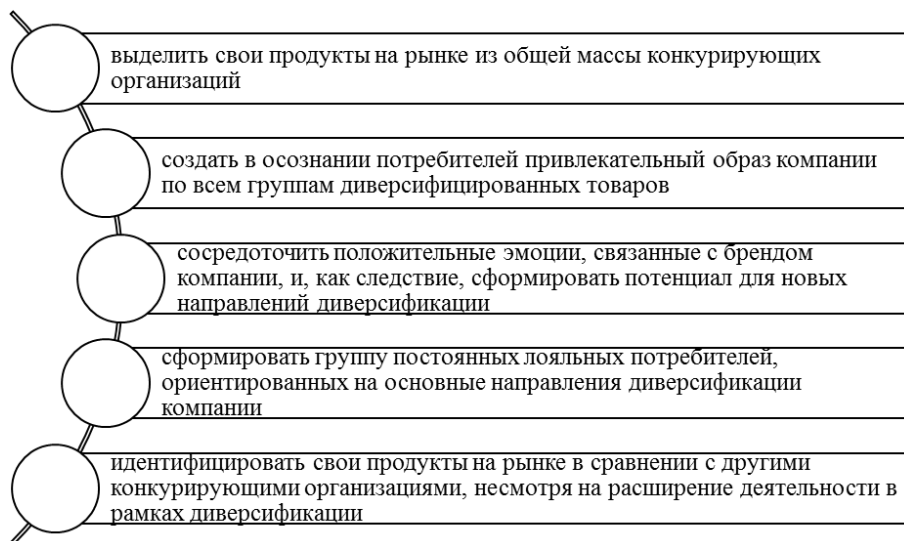 выделить свои продукты на рынке из общей массы конкурирующих
организаций
создать в осознании потребителей привлекательный образ компании
по всем группам диверсифицированных товаров
сосредоточить положительные эмоции, связанные с брендом
компании, и, как следствие, сформировать потенциал для новых
направлений диверсификации
сформировать группу постоянных лояльных потребителей,
ориентированных на основные направления диверсификации
компании
идентифицировать свои продукты на рынке в сравнении с другими
конкурирующими организациями, несмотря на расширение деятельности в
рамках диверсификации